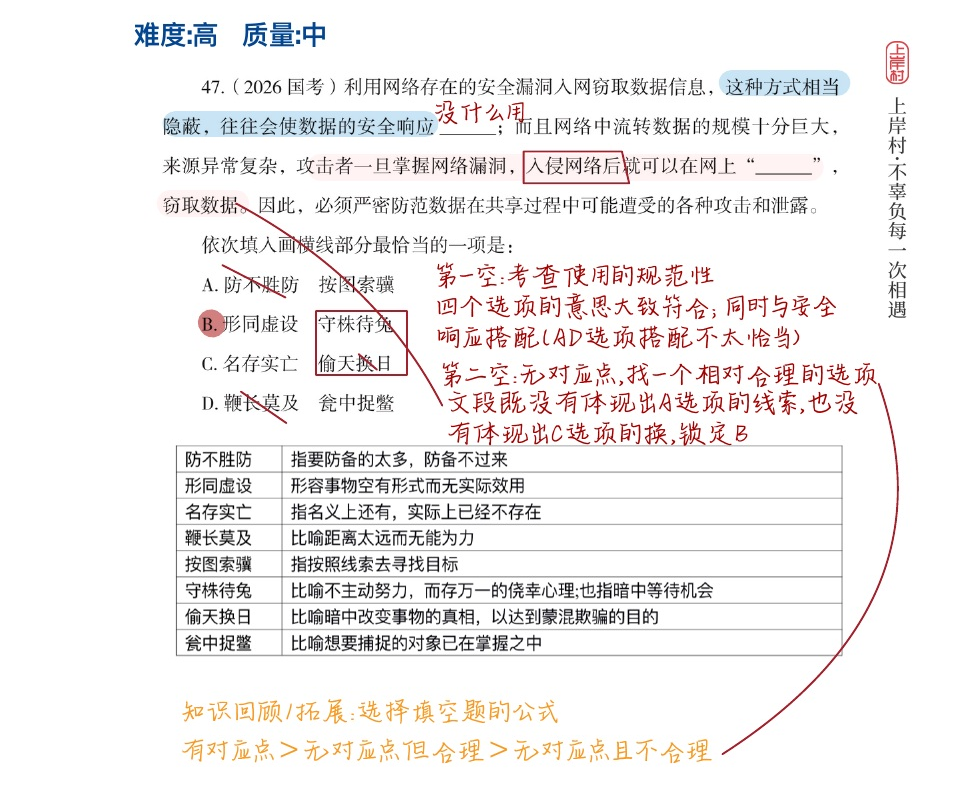 难度:高 质量:中
47.（2026 国考）利用网络存在的安全漏洞入网窃取数据信息，这种方式相当
没什么用
隐蔽，往往会使数据的安全响应______；而且网络中流转数据的规模十分巨大，
来源异常复杂，攻击者一旦掌握网络漏洞，入侵网络后就可以在网上“______”，
窃取数据。因此，必须严密防范数据在共享过程中可能遭受的各种攻击和泄露。
依次填入画横线部分最恰当的一项是：
A. 防不胜防 按图索骥
B. 形同虚设 守株待兔
C. 名存实亡 偷天换日
D. 鞭长莫及 瓮中捉鳖
第一空:考查使用的规范性
四个选项的意思大致符合;同时与安全
响应搭配(AD选项搭配不太恰当)
第二空:无对应点,找一个相对合理的选项
文段既没有体现出A选项的线索,也没
有体现出C选项的换,锁定B
防不胜防 指要防备的太多，防备不过来
形同虚设 形容事物空有形式而无实际效用
名存实亡 指名义上还有，实际上已经不存在
鞭长莫及 比喻距离太远而无能为力
按图索骥 指按照线索去寻找目标
守株待兔 比喻不主动努力，而存万一的侥幸心理;也指暗中等待机会
偷天换日 比喻暗中改变事物的真相，以达到蒙混欺骗的目的
瓮中捉鳖 比喻想要捕捉的对象已在掌握之中
知识回顾/拓展:选择填空题的公式
有对应点>无对应点但合理>无对应点且不合理
上岸村
上岸村·不辜负每一次相遇